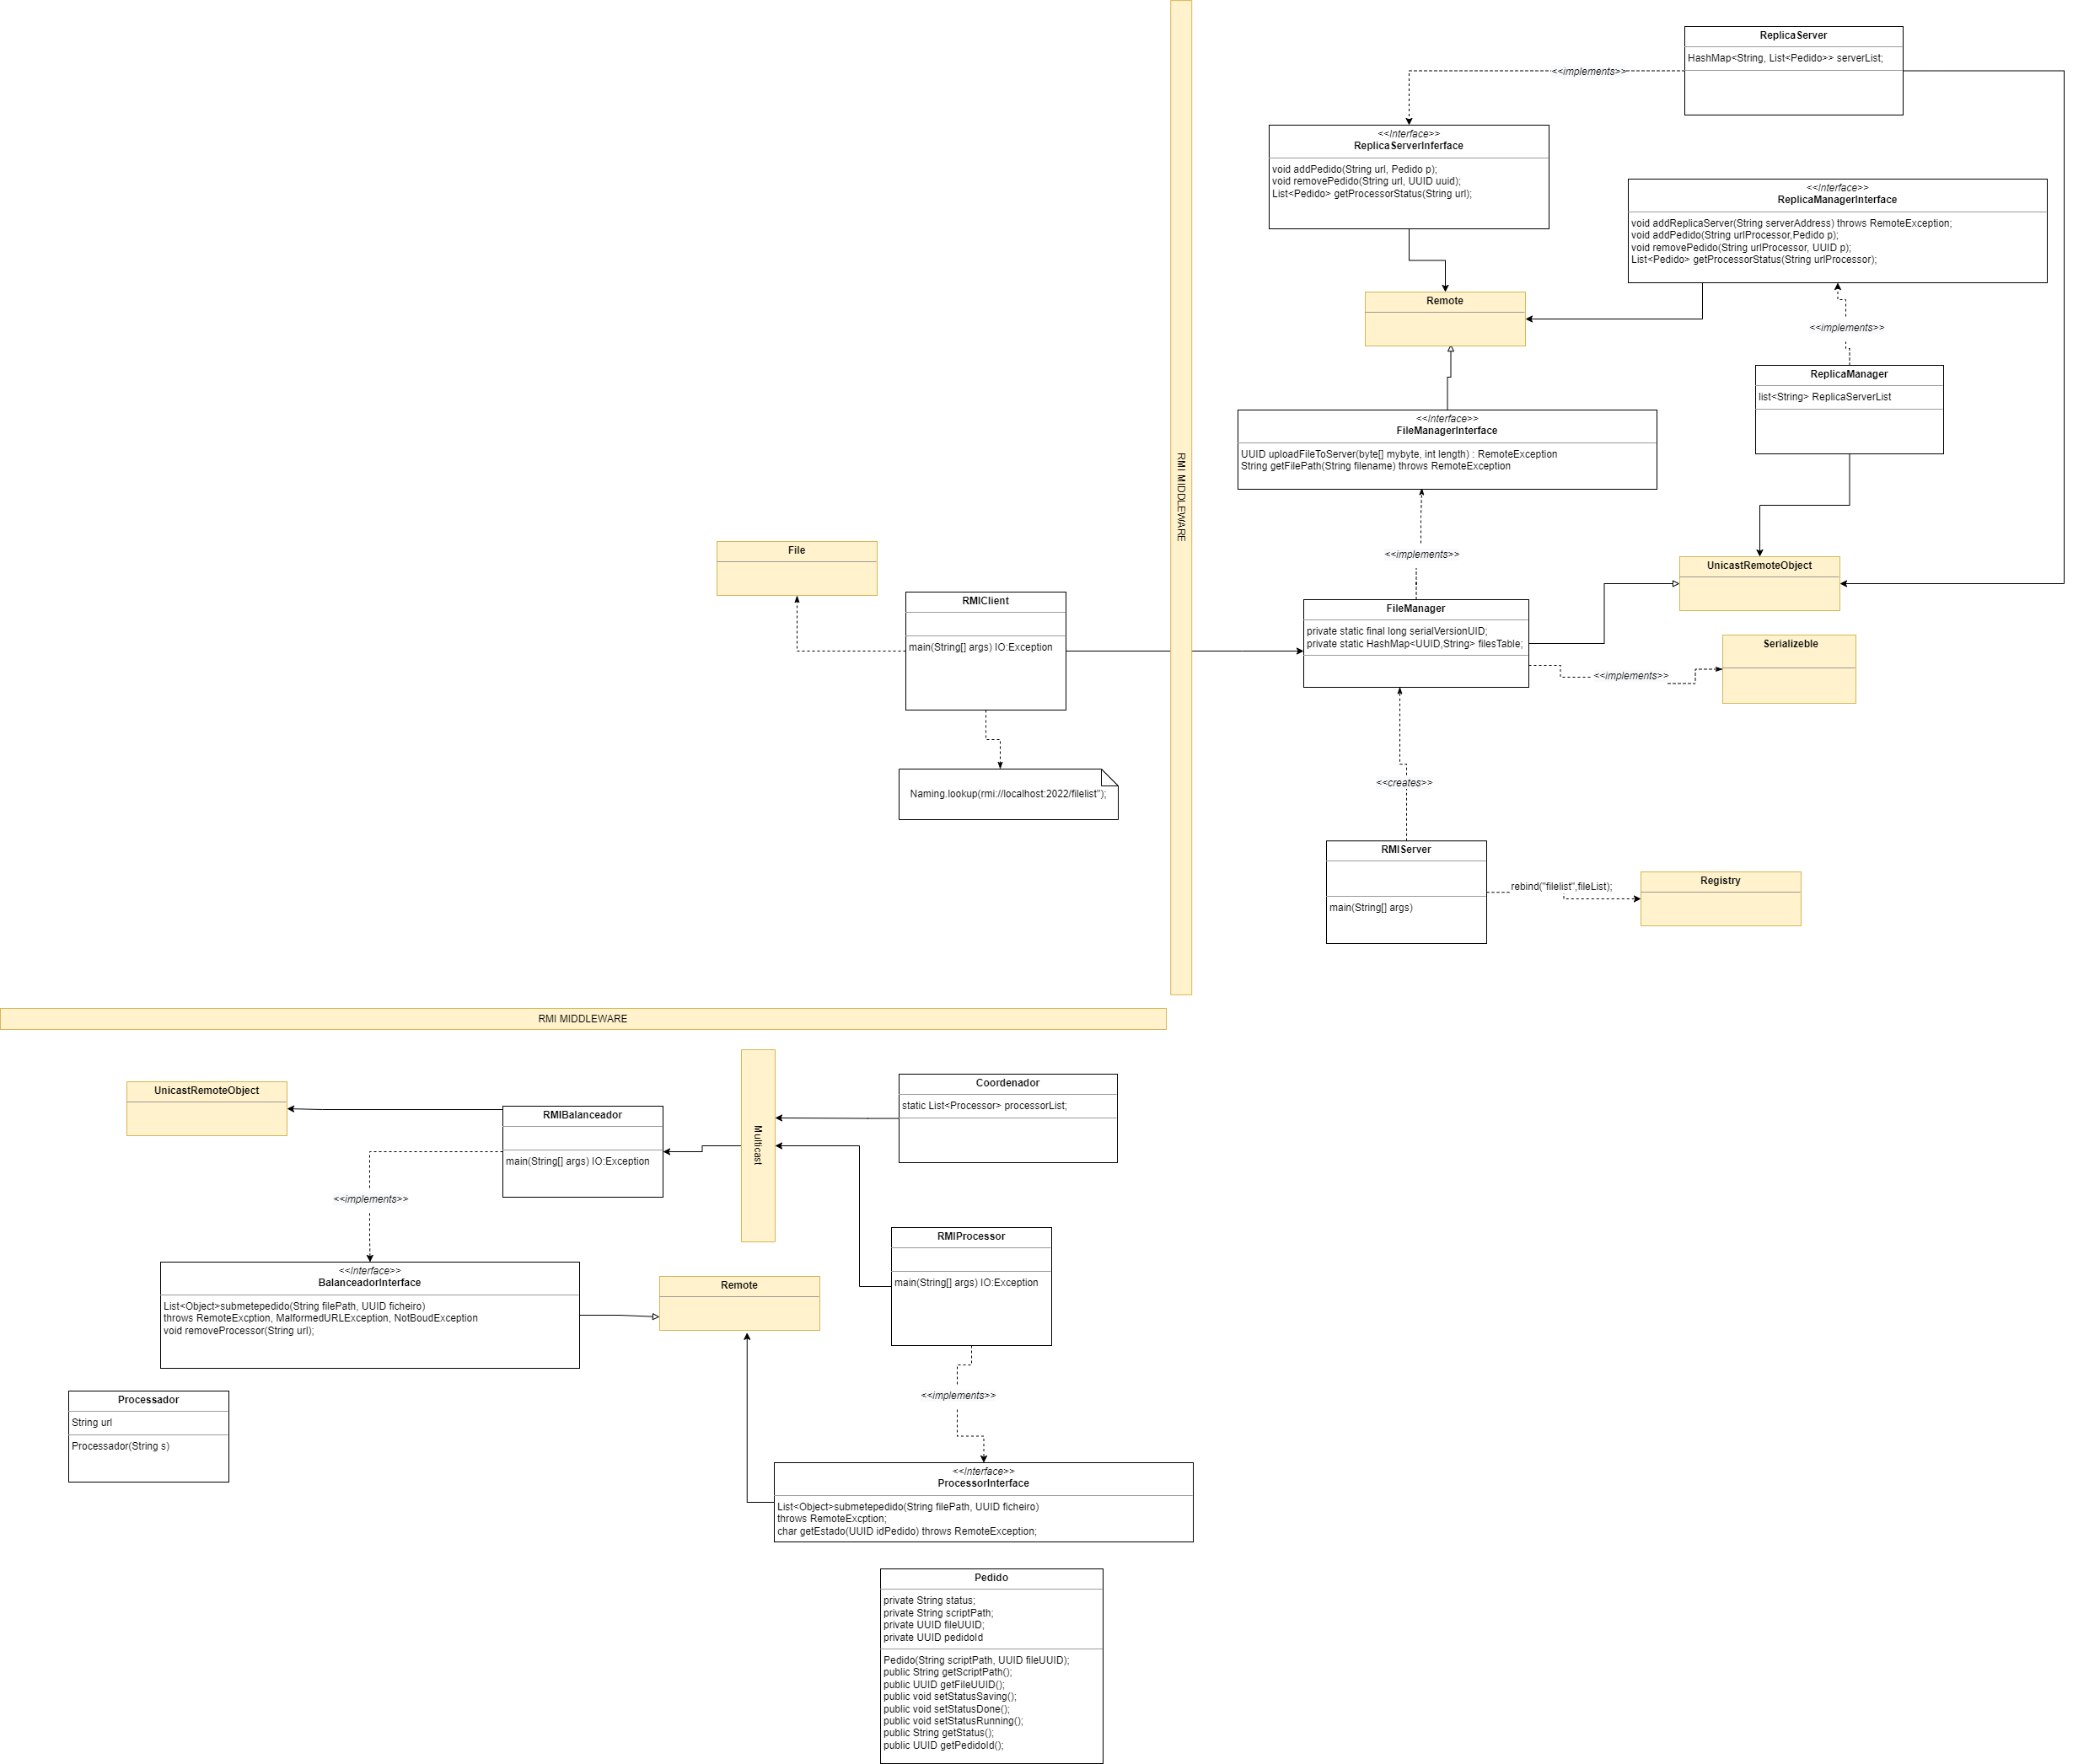 ReplicaServer
HashMap<String, List<Pedido>> serverList;
<<implements>>
<<Interface>>
ReplicaServerInferface
void addPedido(String url, Pedido p);
void removePedido(String url, UUID uuid);
List<Pedido> getProcessorStatus(String url);
<<Interface>>
ReplicaManagerInterface
void addReplicaServer(String serverAddress) throws RemoteException;
void addPedido(String urlProcessor,Pedido p);
void removePedido(String urlProcessor, UUID p);
List<Pedido> getProcessorStatus(String urlProcessor);
Remote
<<implements>>
ReplicaManager
list<String> ReplicaServerList
<<Interface>>
FileManagerInterface
UUID uploadFileToServer(byte[] mybyte, int length) : RemoteException
String getFilePath(String filename) throws RemoteException
RMI MIDDLEWARE
<<implements>>
File
UnicastRemoteObject
RMIClient
main(String[] args) IO:Exception
FileManager
private static final long serialVersionUID;
private static HashMap<UUID,String> filesTable;
Serializeble
<<implements>>
Naming.lookup(rmi://localhost:2022/filelist");
<<creates>>
RMIServer
main(String[] args)
rebind("filelist",fileList);
Registry
RMI MIDDLEWARE
UnicastRemoteObject
RMIBalanceador
main(String[] args) IO:Exception
Multicast
Coordenador
static List<Processor> processorList;
<<implements>>
RMIProcessor
main(String[] args) IO:Exception
<<Interface>>
BalanceadorInterface
List<Object>submetepedido(String filePath, UUID ficheiro)
throws RemoteExcption, MalformedURLException, NotBoudException
void removeProcessor(String url);
Remote
<<implements>>
Processador
String url
Processador(String s)
<<Interface>>
ProcessorInterface
List<Object>submetepedido(String filePath, UUID ficheiro)
throws RemoteExcption;
char getEstado(UUID idPedido) throws RemoteException;
Pedido
private String status;
private String scriptPath;
private UUID fileUUID;
private UUID pedidoId
Pedido(String scriptPath, UUID fileUUID);
public String getScriptPath();
public UUID getFileUUID();
public void setStatusSaving();
public void setStatusDone();
public void setStatusRunning();
public String getStatus();
public UUID getPedidoId();